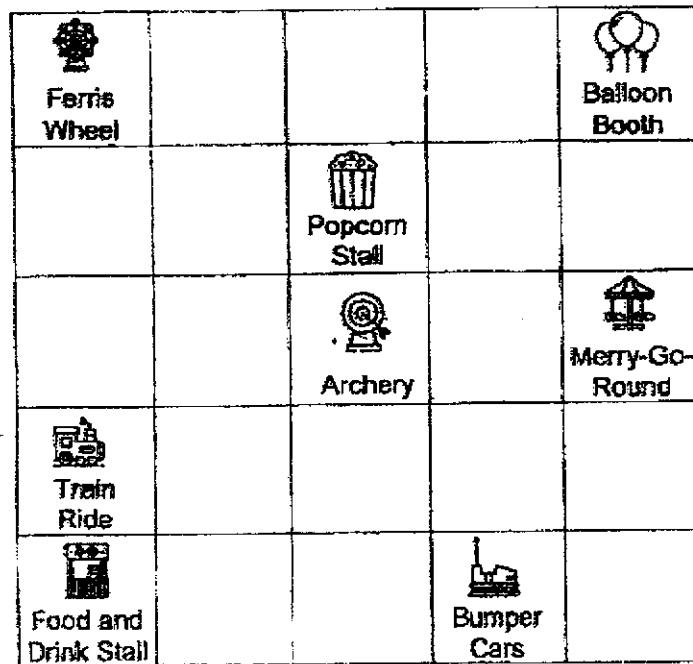 Ferris
Wheel
Balloon
Booth
Popcorn
Stall
Archery
Merry-Go-
Round
Train
Ride
Food and
Drink Stall
Bumper
Cars